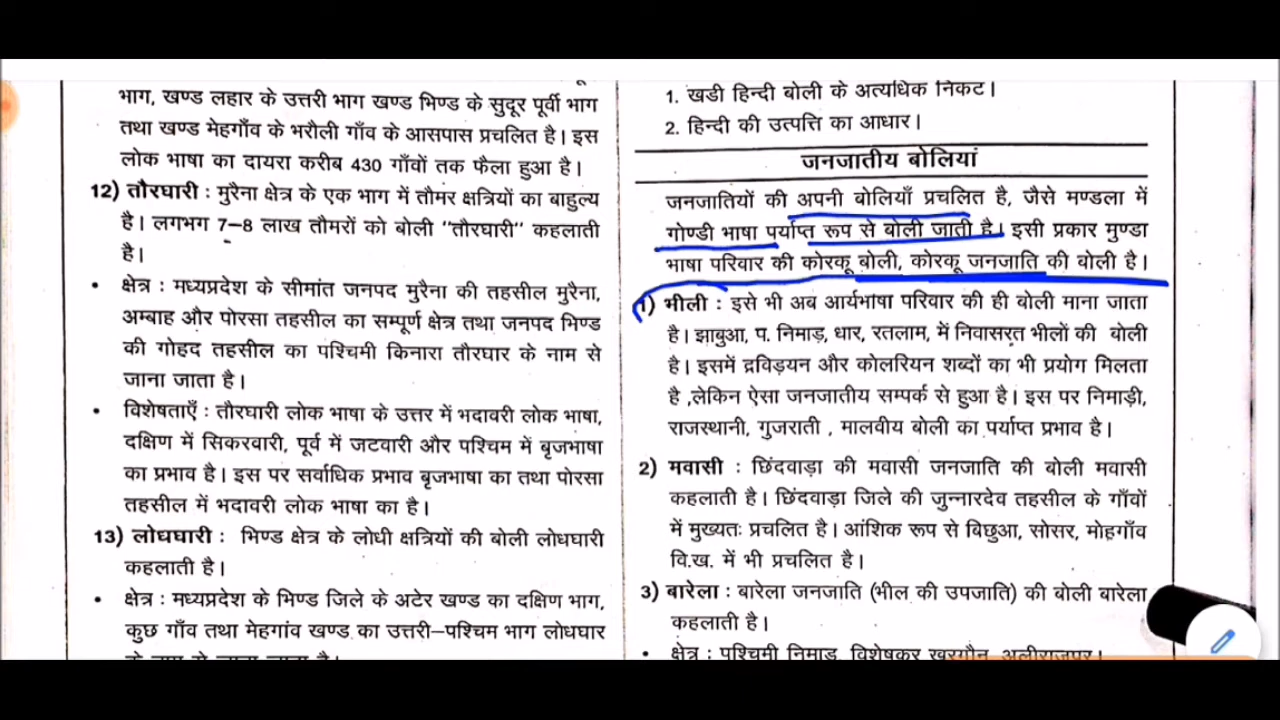 भाग, खण्ड लहार के उत्तरी भाग खण्ड भिण्ड के सुदूर पूर्वी भाग
तथा खण्ड मेहगाँव के भरौली गाँव के आसपास प्रचलित है। इस
लोक भाषा का दायरा करीब 430 गाँवों तक फैला हुआ है।
12) तौरघारी : मुरैना क्षेत्र के एक भाग में तौमर क्षत्रियों का बाहुल्य
है। लगभग 7–8 लाख तौमरों को बोली "तौरघारी" कहलाती
है।
• क्षेत्र : मध्यप्रदेश के सीमांत जनपद मुरैना की तहसील मुरैना,
अम्बाह और पोरसा तहसील का सम्पूर्ण क्षेत्र तथा जनपद भिण्ड
की गोहद तहसील का पश्चिमी किनारा तौरघार के नाम से
जाना जाता है।
• विशेषताएँ : तौरघारी लोक भाषा के उत्तर में भदावरी लोक भाषा,
दक्षिण में सिकरवारी, पूर्व में जटवारी और पश्चिम में बृजभाषा
का प्रभाव है। इस पर सर्वाधिक प्रभाव बृजभाषा का तथा पोरसा
तहसील में भदावरी लोक भाषा का है।
13) लोधघारी : भिण्ड क्षेत्र के लोधी क्षत्रियों की बोली लोधघारी
कहलाती है।
• क्षेत्र : मध्यप्रदेश के भिण्ड जिले के अटेर खण्ड का दक्षिण भाग,
कुछ गाँव तथा मेहगांव खण्ड का उत्तरी–पश्चिम भाग लोधघार
1. खडी हिन्दी बोली के अत्यधिक निकट।
2. हिन्दी की उत्पत्ति का आधार।
जनजातीय बोलियां
जनजातियों की अपनी बोलियाँ प्रचलित है, जैसे मण्डला में
गोण्डी भाषा पर्याप्त रूप से बोली जाती है। इसी प्रकार मुण्डा
भाषा परिवार की कोरकू बोली, कोरकू जनजाति की बोली है।
1) भीली : इसे भी अब आर्यभाषा परिवार की ही बोली माना जाता
है। झाबुआ, प. निमाड़, धार, रतलाम, में निवासरत भीलों की बोली
है। इसमें द्रविड़यन और कोलरियन शब्दों का भी प्रयोग मिलता
है ,लेकिन ऐसा जनजातीय सम्पर्क से हुआ है। इस पर निमाड़ी,
राजस्थानी, गुजराती , मालवीय बोली का पर्याप्त प्रभाव है।
2) मवासी : छिंदवाड़ा की मवासी जनजाति की बोली मवासी
कहलाती है। छिंदवाड़ा जिले की जुन्नारदेव तहसील के गाँवों
में मुख्यतः प्रचलित है। आंशिक रूप से बिछुआ, सोसर, मोहगाँव
वि.ख. में भी प्रचलित है।
3) बारेला : बारेला जनजाति (भील की उपजाति) की बोली बारेला
कहलाती है।
• क्षेत्र : पश्चिमी निमाड़, विशेषकर खरगौन, अलीराजपुर।